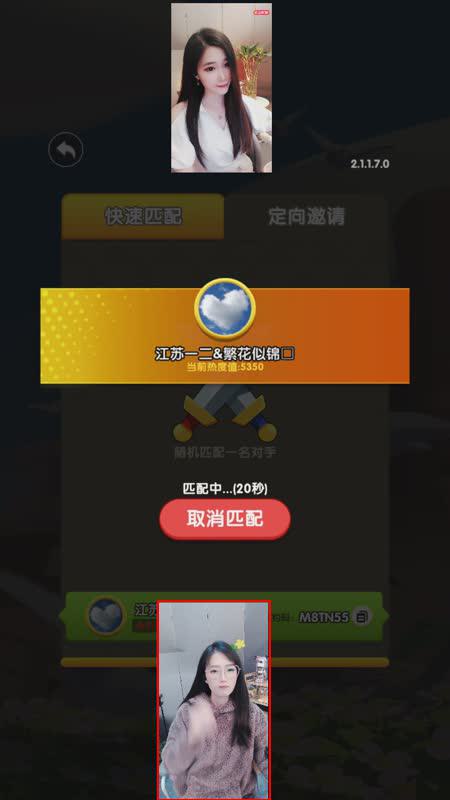 2.1.1.7.0
快速匹配
定向邀请
江苏一二&繁花似锦□
当前热度值:5350
随机匹配一名对手
匹配中...(20秒)
取消匹配
江苏
M8TN55